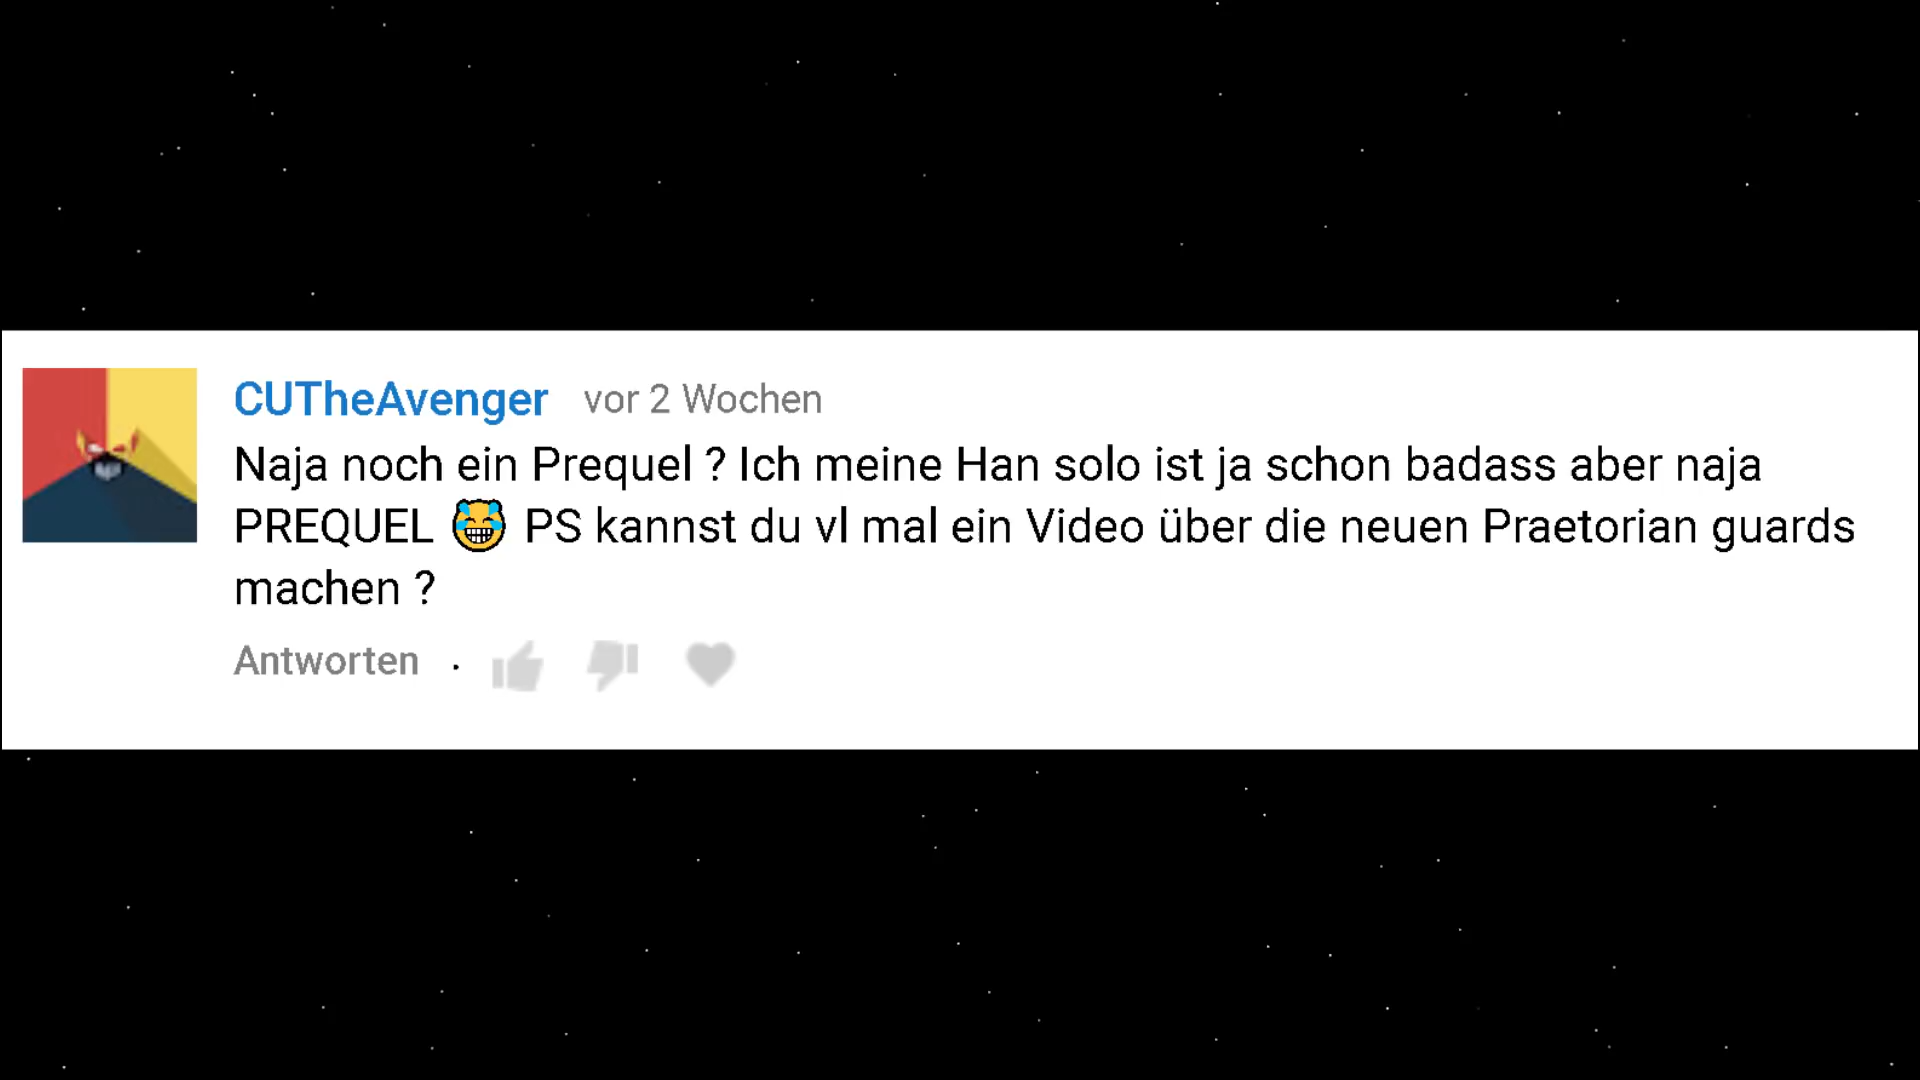 CUTheAvenger vor 2 Wochen
Naja noch ein Prequel ? Ich meine Han solo ist ja schon badass aber naja
PREQUEL 😹 PS kannst du vl mal ein Video über die neuen Praetorian guards
machen ?
Antworten ·